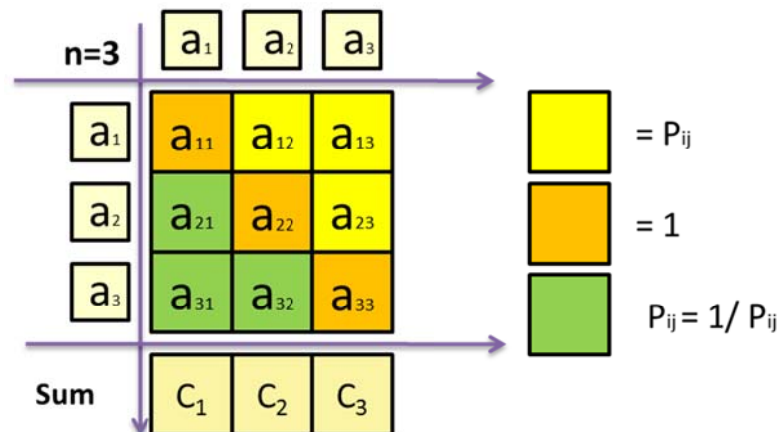 n=3 a₁ a₂ a₃
a₁ a₁₁ a₁₂ a₁₃ = Pᵢⱼ
a₂ a₂₁ a₂₂ a₂₃ = 1
a₃ a₃₁ a₃₂ a₃₃ Pᵢⱼ = 1/ Pᵢⱼ
Sum C₁ C₂ C₃